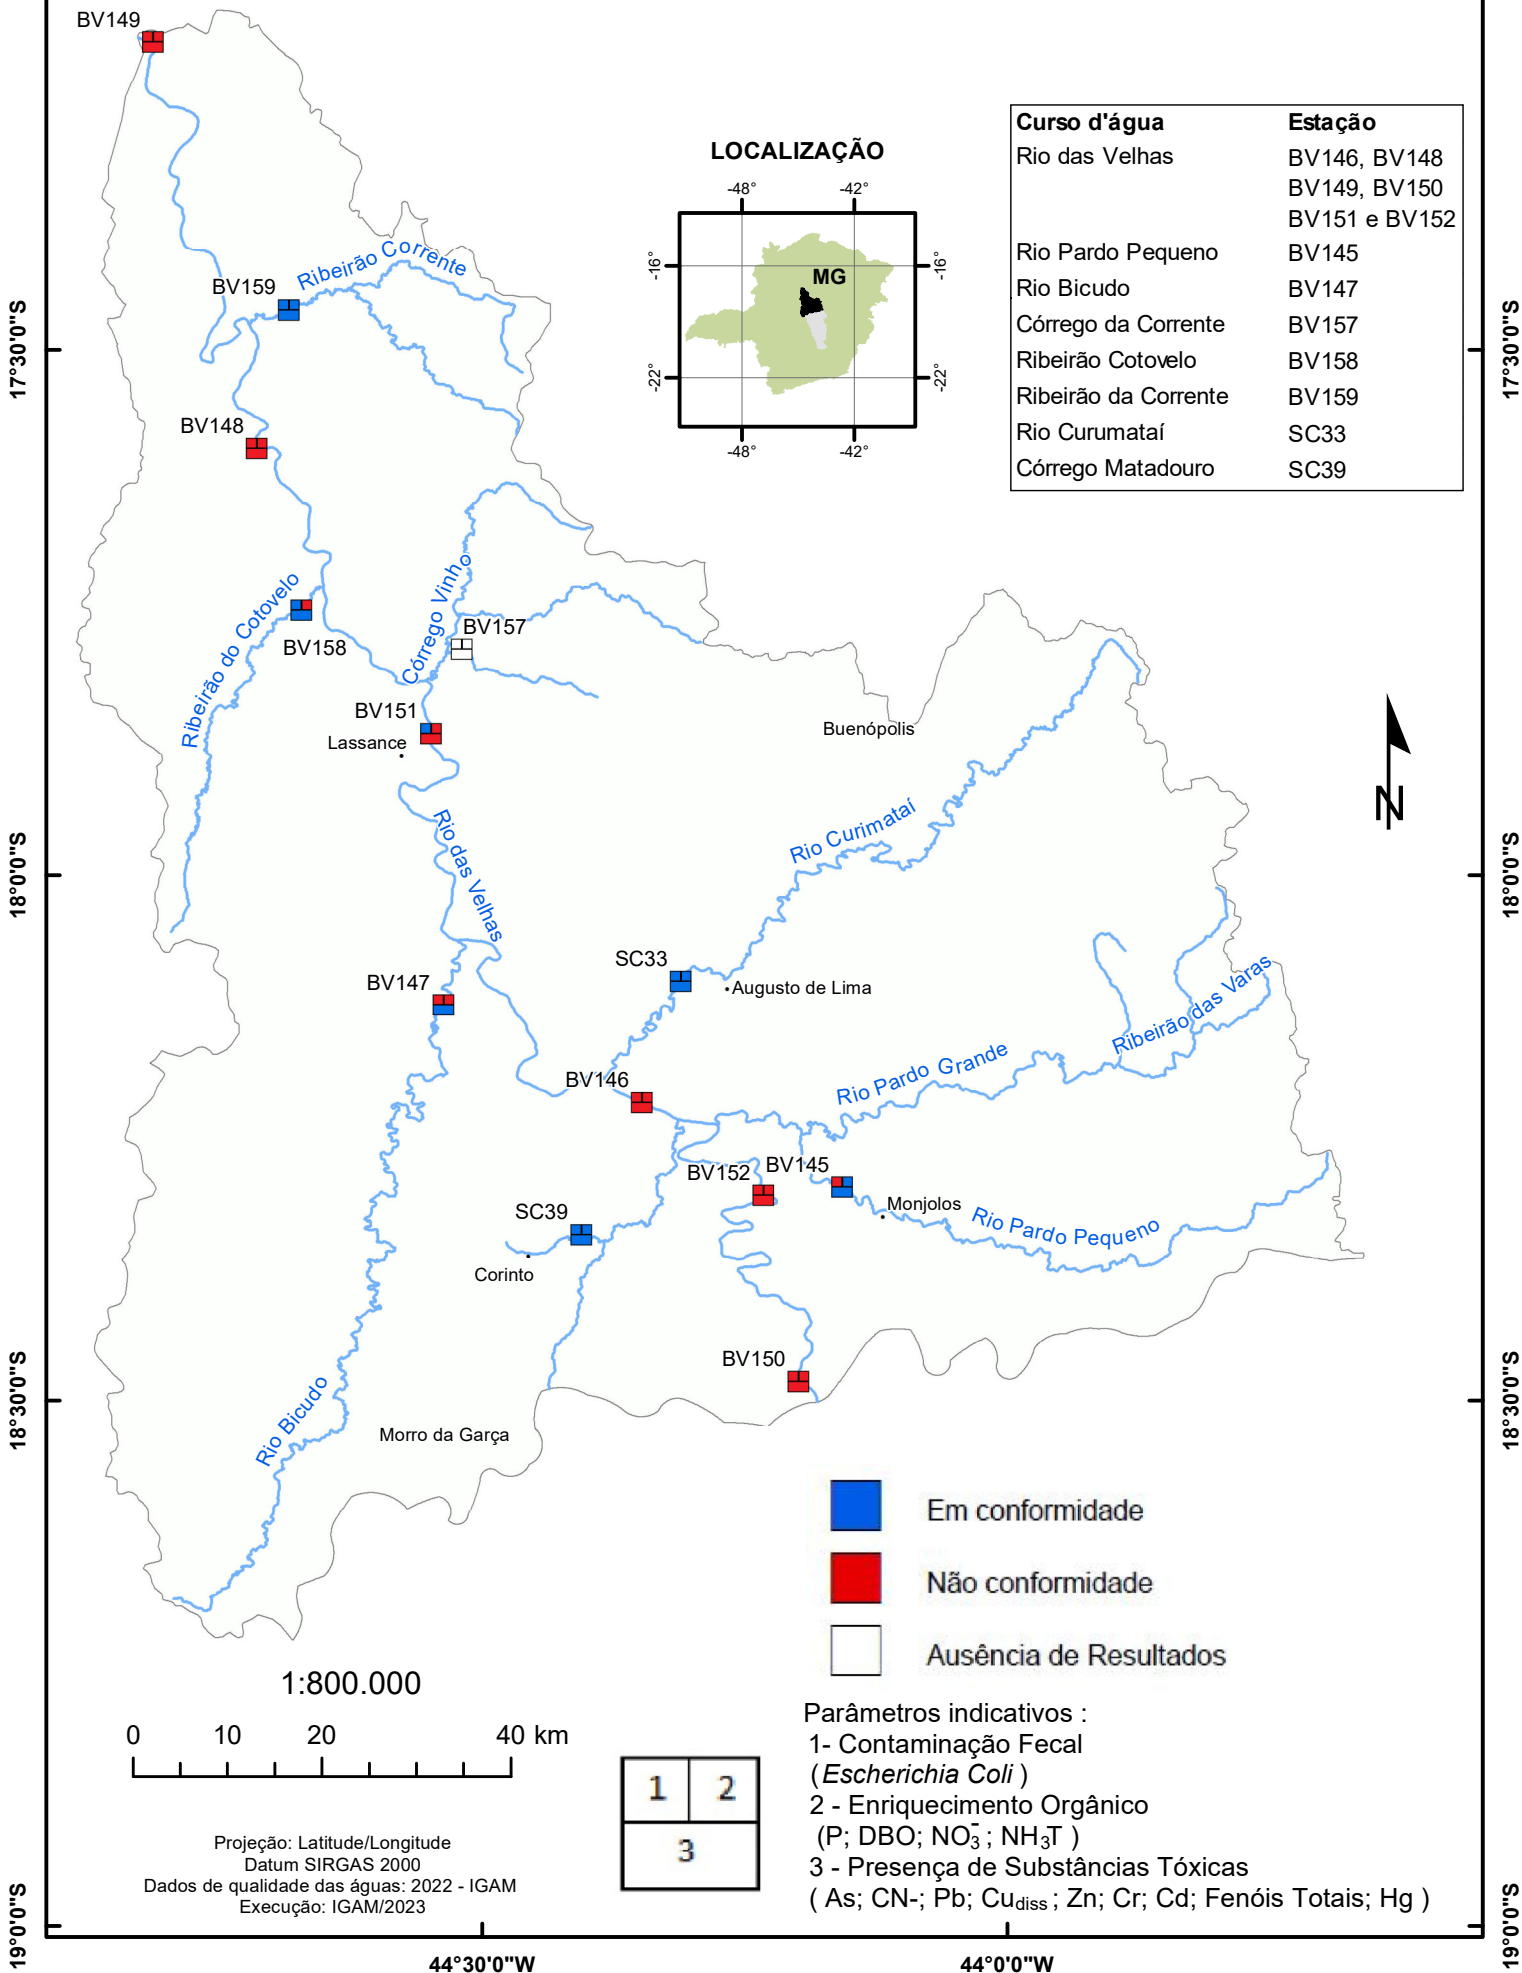 BV149
LOCALIZAÇÃO
-48° -42°
-16° -16°
MG
-22° -22°
-48° -42°
Curso d'água Estação
Rio das Velhas BV146, BV148
BV149, BV150
BV151 e BV152
Rio Pardo Pequeno BV145
Rio Bicudo BV147
Córrego da Corrente BV157
Ribeirão Cotovelo BV158
Ribeirão da Corrente BV159
Rio Curumataí SC33
Córrego Matadouro SC39
Ribeirão Corrente
BV159
17°30'0"S 17°30'0"S
BV148
Córrego Vinho
Ribeirão do Cotovelo
BV157
BV158
BV151
Lassance
Buenópolis
N
Rio Curimataí
Rio das Velhas
18°0'0"S 18°0'0"S
SC33
BV147
Augusto de Lima
Ribeirão das Varas
Rio Pardo Grande
BV146
BV152 BV145
Monjolos
SC39
Rio Pardo Pequeno
Corinto
BV150
18°30'0"S 18°30'0"S
Rio Bicudo
Morro da Garça
Em conformidade
Não conformidade
Ausência de Resultados
1:800.000
0 10 20 40 km
Projeção: Latitude/Longitude
Datum SIRGAS 2000
Dados de qualidade das águas: 2022 - IGAM
Execução: IGAM/2023
1 2
3
Parâmetros indicativos :
1- Contaminação Fecal
(Escherichia Coli )
2 - Enriquecimento Orgânico
(P; DBO; NO₃⁻ ; NH₃T )
3 - Presença de Substâncias Tóxicas
( As; CN-; Pb; Cudiss ; Zn; Cr; Cd; Fenóis Totais; Hg )
19°0'0"S 19°0'0"S
44°30'0"W 44°0'0"W